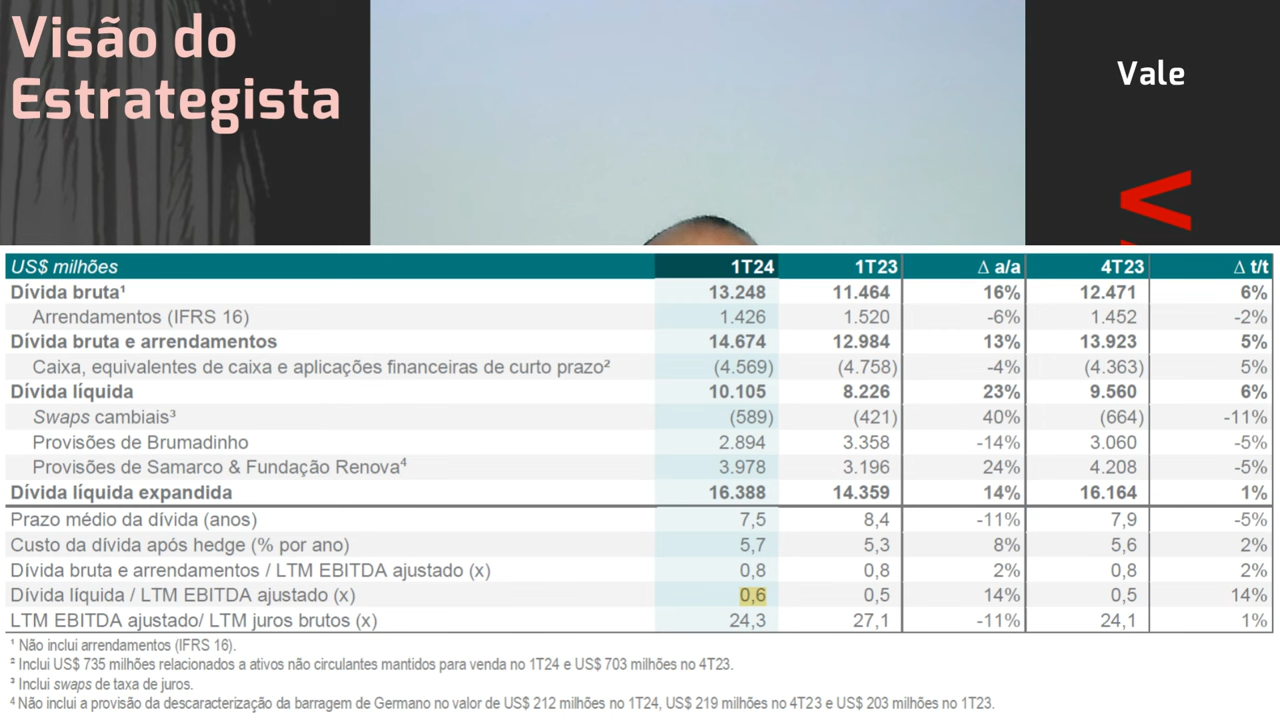 Visão do
Estrategista
Vale
US$ milhões 1T24 1T23 Δ a/a 4T23 Δ t/t
Dívida bruta¹ 13.248 11.464 16% 12.471 6%
Arrendamentos (IFRS 16) 1.426 1.520 -6% 1.452 -2%
Dívida bruta e arrendamentos 14.674 12.984 13% 13.923 5%
Caixa, equivalentes de caixa e aplicações financeiras de curto prazo² (4.569) (4.758) -4% (4.363) 5%
Dívida líquida 10.105 8.226 23% 9.560 6%
Swaps cambiais³ (589) (421) 40% (664) -11%
Provisões de Brumadinho 2.894 3.358 -14% 3.060 -5%
Provisões de Samarco & Fundação Renova⁴ 3.978 3.196 24% 4.208 -5%
Dívida líquida expandida 16.388 14.359 14% 16.164 1%
Prazo médio da dívida (anos) 7,5 8,4 -11% 7,9 -5%
Custo da dívida após hedge (% por ano) 5,7 5,3 8% 5,6 2%
Dívida bruta e arrendamentos / LTM EBITDA ajustado (x) 0,8 0,8 2% 0,8 2%
Dívida líquida / LTM EBITDA ajustado (x) 0,6 0,5 14% 0,5 14%
LTM EBITDA ajustado/ LTM juros brutos (x) 24,3 27,1 -11% 24,1 1%
¹ Não inclui arrendamentos (IFRS 16).
² Inclui US$ 735 milhões relacionados a ativos não circulantes mantidos para venda no 1T24 e US$ 703 milhões no 4T23.
³ Inclui swaps de taxa de juros.
⁴ Não inclui a provisão da descaracterização da barragem de Germano no valor de US$ 212 milhões no 1T24, US$ 219 milhões no 4T23 e US$ 203 milhões no 1T23.